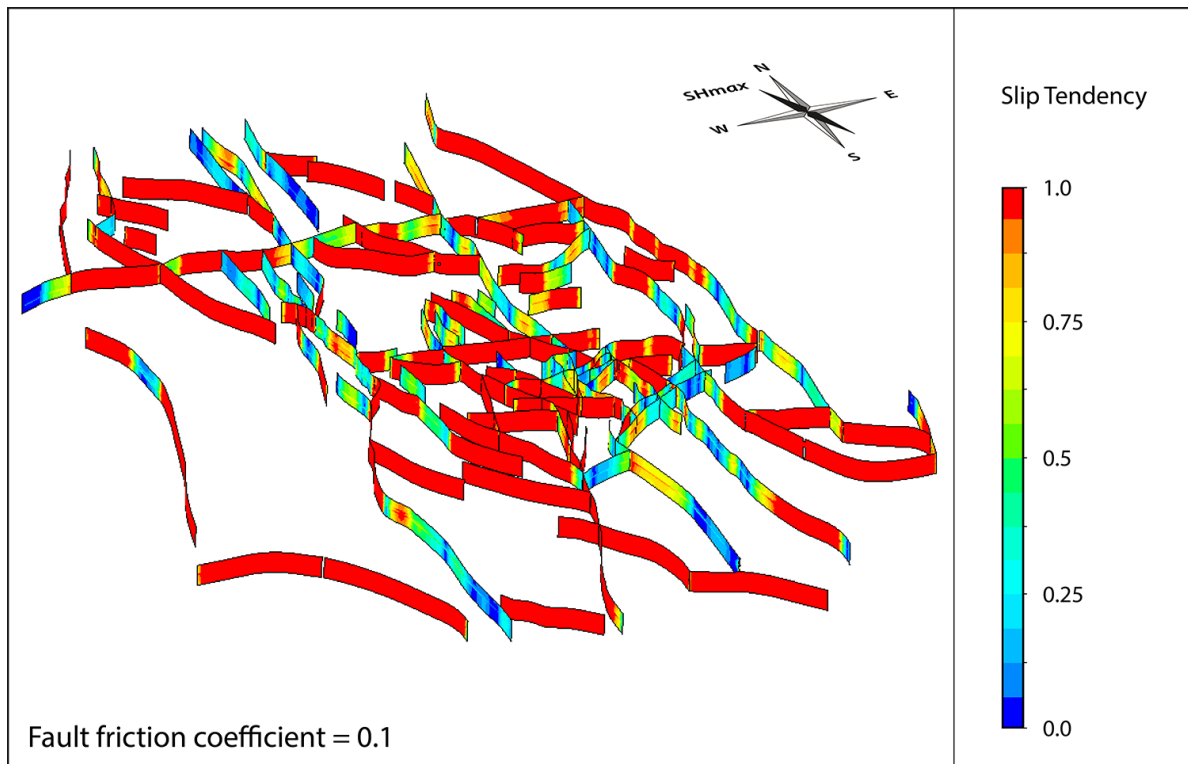 N
SHmax
E
W
S
Slip Tendency
1.0
0.75
0.5
0.25
0.0
Fault friction coefficient = 0.1